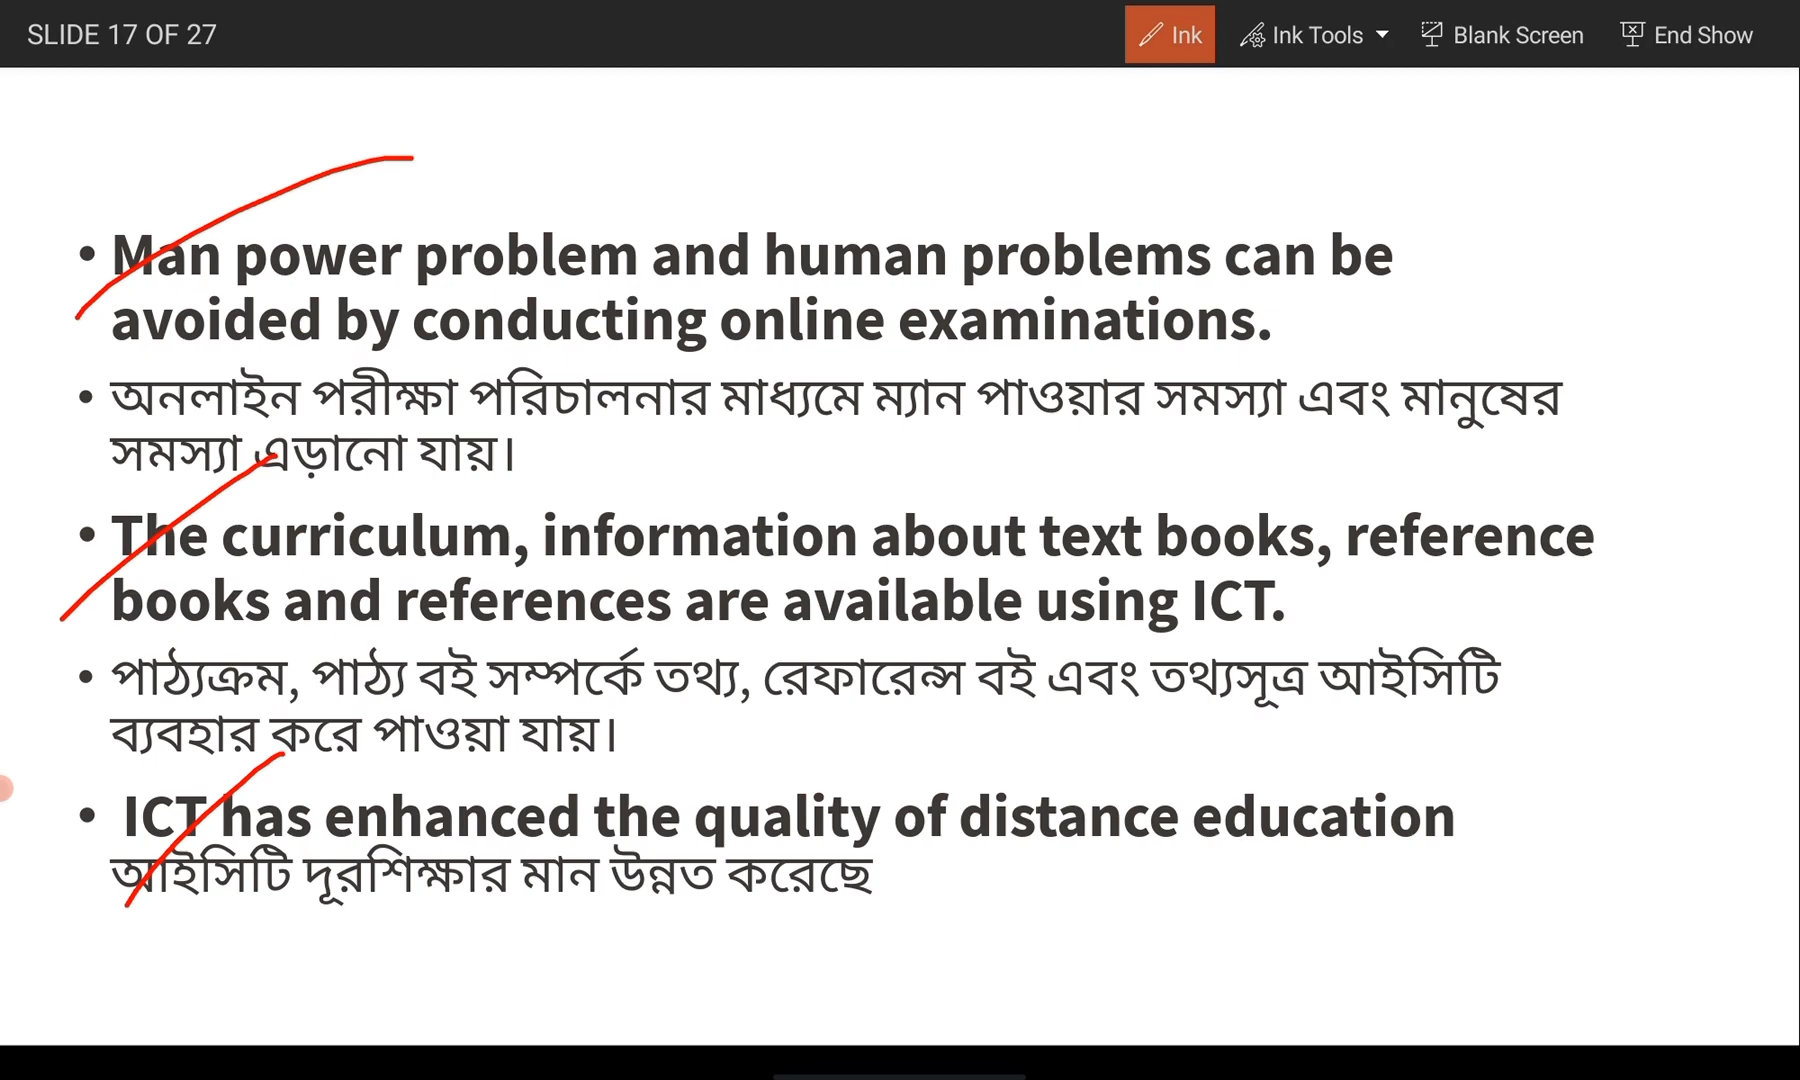 SLIDE 17 OF 27
Ink
Ink Tools
Blank Screen
End Show
• Man power problem and human problems can be
avoided by conducting online examinations.
• অনলাইন পরীক্ষা পরিচালনার মাধ্যমে ম্যান পাওয়ার সমস্যা এবং মানুষের
সমস্যা এড়ানো যায়।
• The curriculum, information about text books, reference
books and references are available using ICT.
• পাঠ্যক্রম, পাঠ্য বই সম্পর্কে তথ্য, রেফারেন্স বই এবং তথ্যসূত্র আইসিটি
ব্যবহার করে পাওয়া যায়।
• ICT has enhanced the quality of distance education
আইসিটি দূরশিক্ষার মান উন্নত করেছে